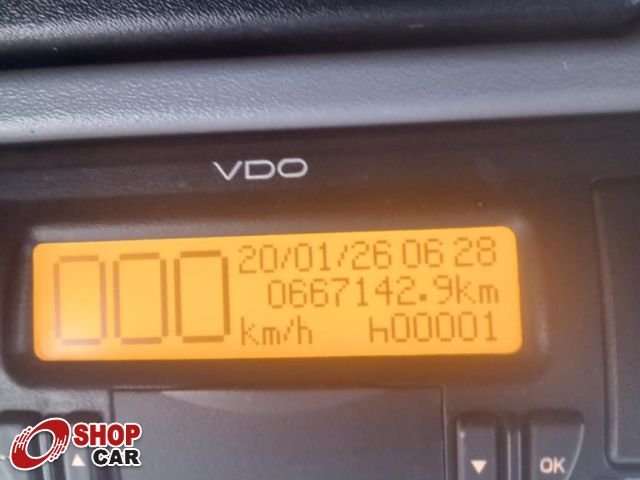 VDO
000
20/01/26 06 28
0667142.9km
km/h
h00001
SHOP
CAR
OK